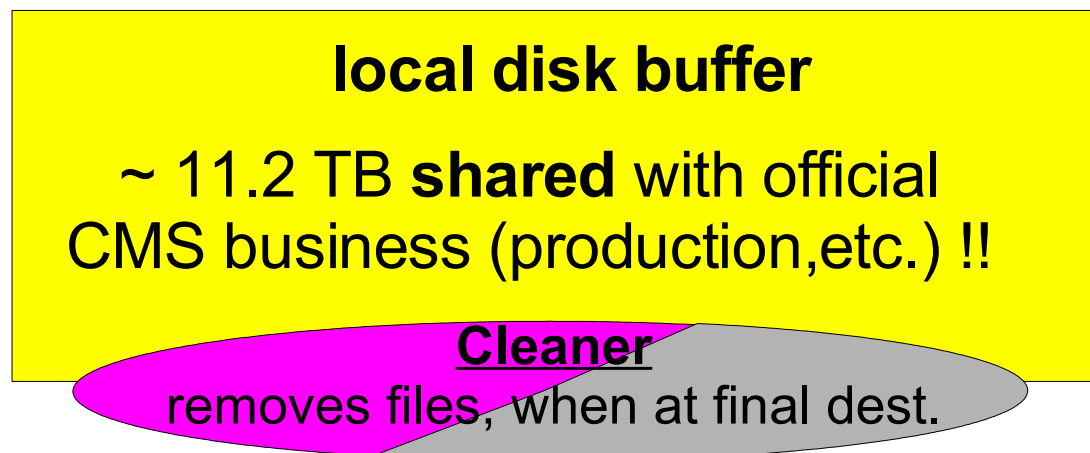 local disk buffer
~ 11.2 TB shared with official
CMS business (production,etc.) !!
Cleaner
removes files, when at final dest.